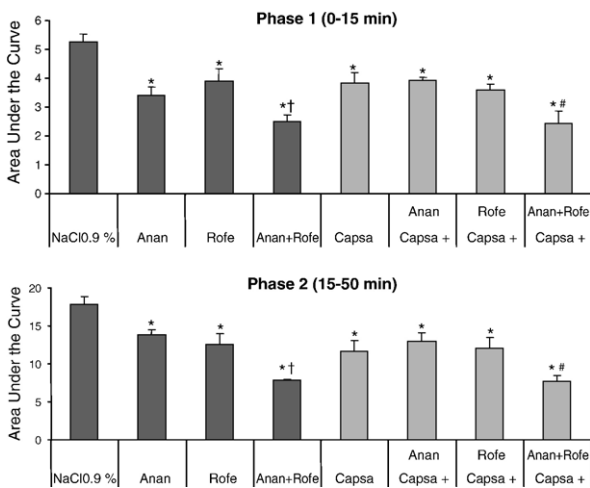 Phase 1 (0-15 min)
Area Under the Curve
6
5
4
3
2
1
0
* * *† * * * *#
Anan Rofe Anan+Rofe
NaCl0.9 % Anan Rofe Anan+Rofe Capsa Capsa + Capsa + Capsa +
Phase 2 (15-50 min)
Area Under the Curve
20
15
10
5
0
* * *† * * * *#
Anan Rofe Anan+Rofe
NaCl0.9 % Anan Rofe Anan+Rofe Capsa Capsa + Capsa + Capsa +